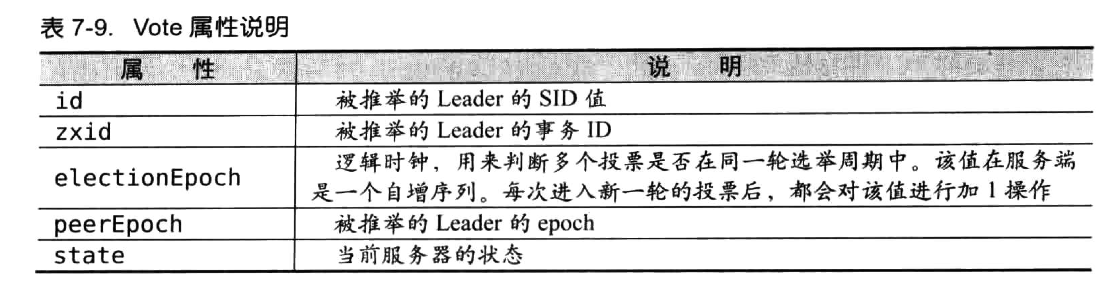 表 7-9. Vote 属性说明
属 性 说 明
id 被推举的 Leader 的 SID 值
zxid 被推举的 Leader 的事务 ID
electionEpoch 逻辑时钟，用来判断多个投票是否在同一轮选举周期中。该值在服务端
是一个自增序列。每次进入新一轮的投票后，都会对该值进行加 1 操作
peerEpoch 被推举的 Leader 的 epoch
state 当前服务器的状态